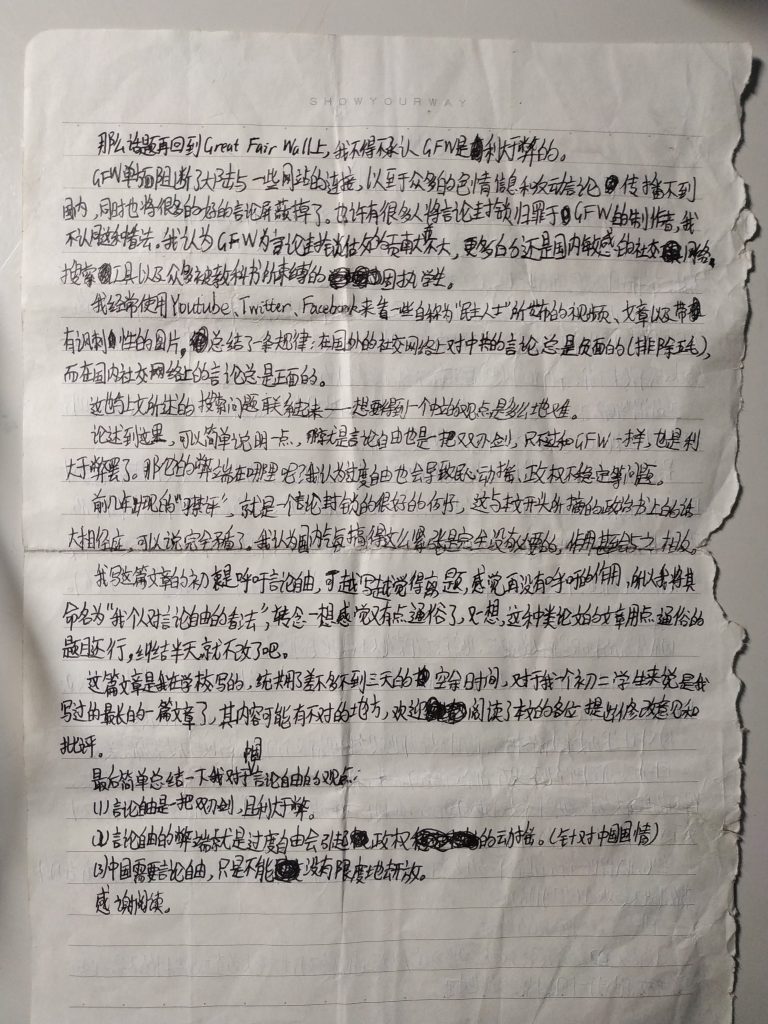 SHOWYOURWAY
那么话题再回到Great Fair Wall上,我不得不承认GFW是利大于弊的。
GFW单方面阻断了大陆与一些网站的连接,以至于众多的色情信息和反动言论传播不到
国内,同时也将很多的好的言论屏蔽掉了。也许有很多人将言论封锁归罪于GFW的制作者,我
不认同这种看法。我认为GFW为言论封锁做的贡献不大,更多的分还是国内敏感的社交网络,
搜索工具以及众多被教科书所束缚的学生。
我经常使用Youtube、Twitter、Facebook来看一些自称为“民主人士”所发布的视频、文章以及带
有讽刺性的图片,总结了一条规律:在国外的社交网络上对中共的言论总是负面的(排除五毛),
而在国内社交网络上的言论总是正面的。
这也与上文所述的搜索问题联系起来——想要得到一个中立的观点是多么地难。
论述到这里,可以简单说明一点,那就是言论自由也是一把双刃剑,只不过和GFW一样,也是利
大于弊罢了。那它的弊端在哪里呢?我认为过度自由也会导致民心动摇、政权不稳定等问题。
前几年出现的“”,就是一个言论封锁的很好的例子,这与我开头所摘的政治书上的话
大相径庭,可以说完全矛盾了。我认为国内气氛搞得这么紧张是完全没有必要的,作用甚至与之相反。
我写这篇文章的初衷是呼吁言论自由,可越写越觉得离题,感觉再没有呼吁的作用,所以我将其
命名为“我个人对言论自由的看法”,转念一想感觉又有点通俗了,又想,这种类论文的文章用点通俗的
题目还行,纠结半天就不改了吧。
这篇文章是我在学校写的,统共用了差不多不到三天的空余时间,对于我一个初二学生来说是我
写过的最长的一篇文章了,其内容可能有不对的地方,欢迎阅读了本文的各位提出修改意见和
批评。
最后简单总结一下我对于中国言论自由的观点:
(1)言论自由是一把双刃剑,且利大于弊。
(2)言论自由的弊端就是过度自由会引起政权的动摇。(针对中国国情)
(3)中国需要言论自由,只是不能没有限度地开放。
感谢阅读。